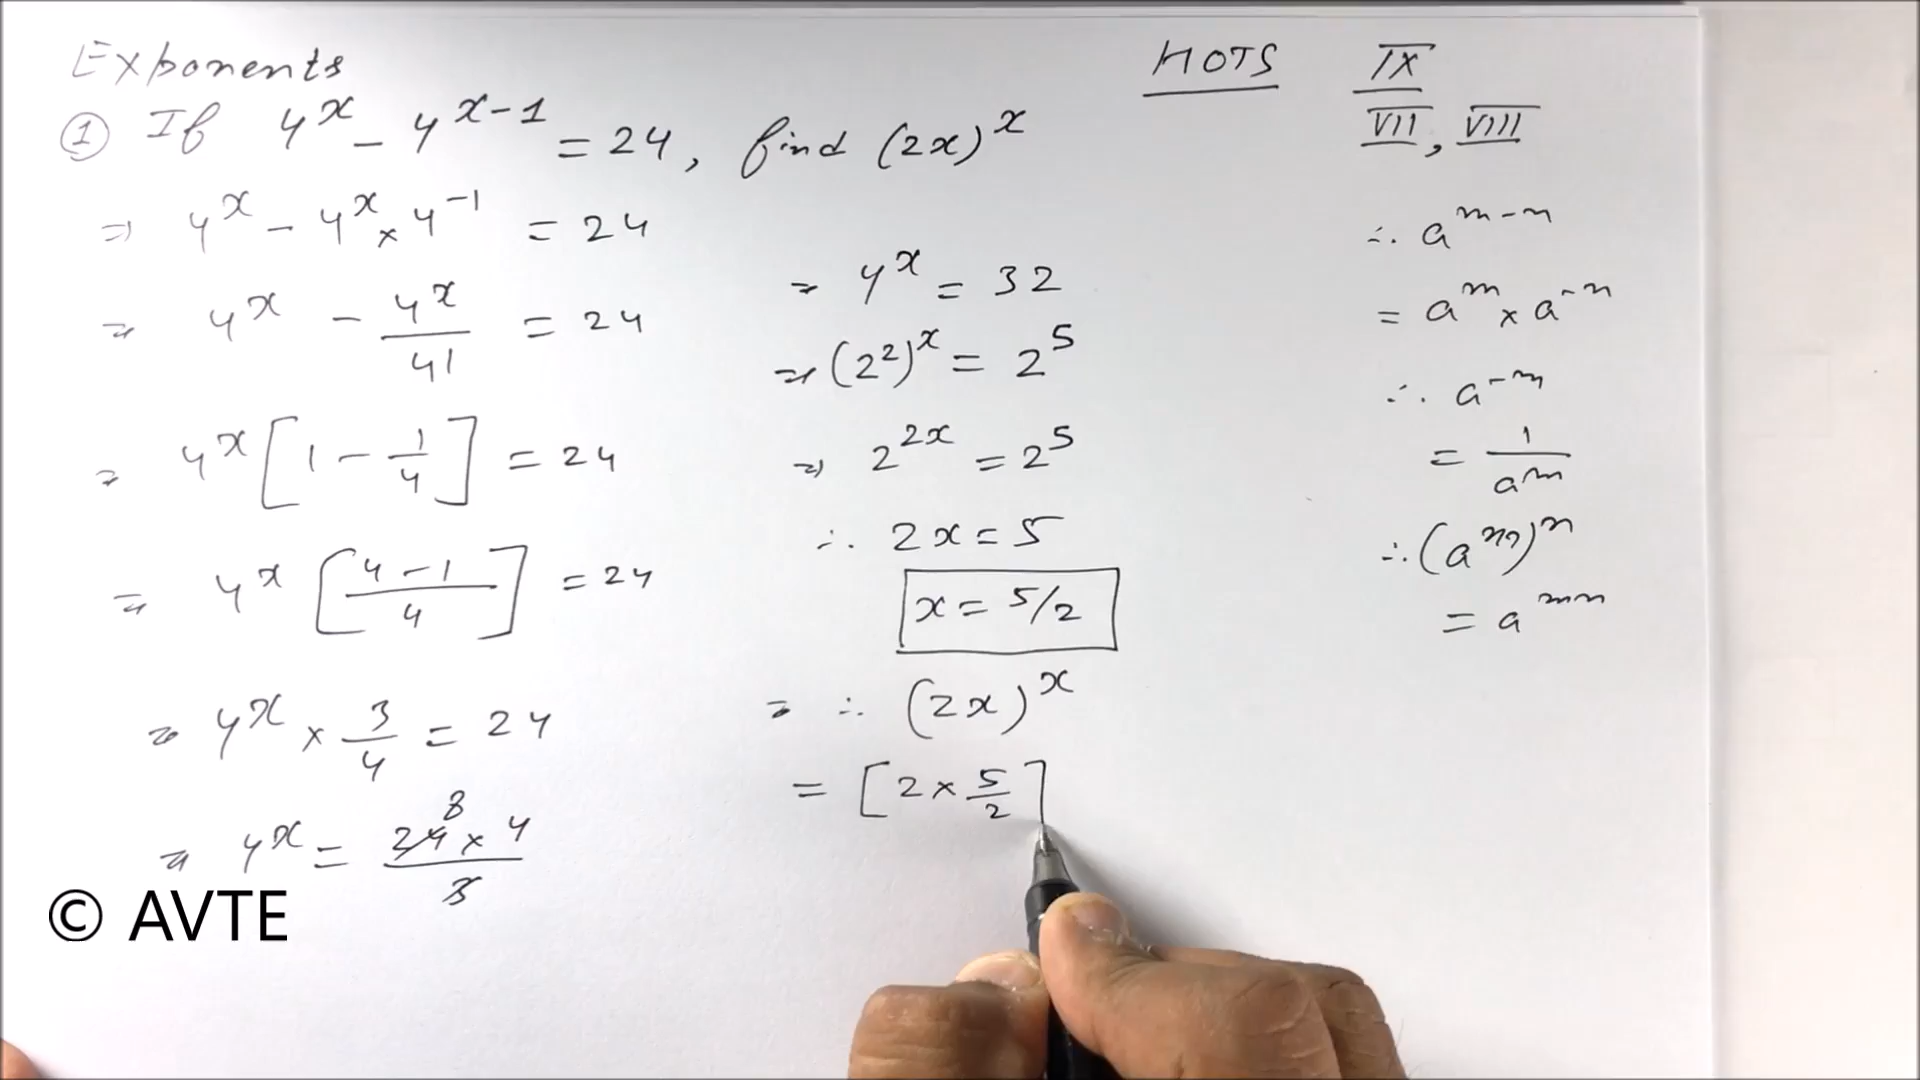 Exponents
① If 4^x - 4^(x-1) = 24, find (2x)^x
⇒ 4^x - 4^x × 4^-1 = 24
⇒ 4^x - 4^x/4^1 = 24
⇒ 4^x [1 - 1/4] = 24
⇒ 4^x [(4-1)/4] = 24
⇒ 4^x × 3/4 = 24
⇒ 4^x = (24 × 4)/3
8
⇒ 4^x = 32
⇒ (2^2)^x = 2^5
⇒ 2^(2x) = 2^5
∴ 2x = 5
x = 5/2
⇒ ∴ (2x)^x
= [2 × 5/2]
HOTS IX
VII, VIII
∴ a^(m-n)
= a^m × a^-n
∴ a^-m
= 1/a^m
∴ (a^m)^n
= a^(mn)
© AVTE